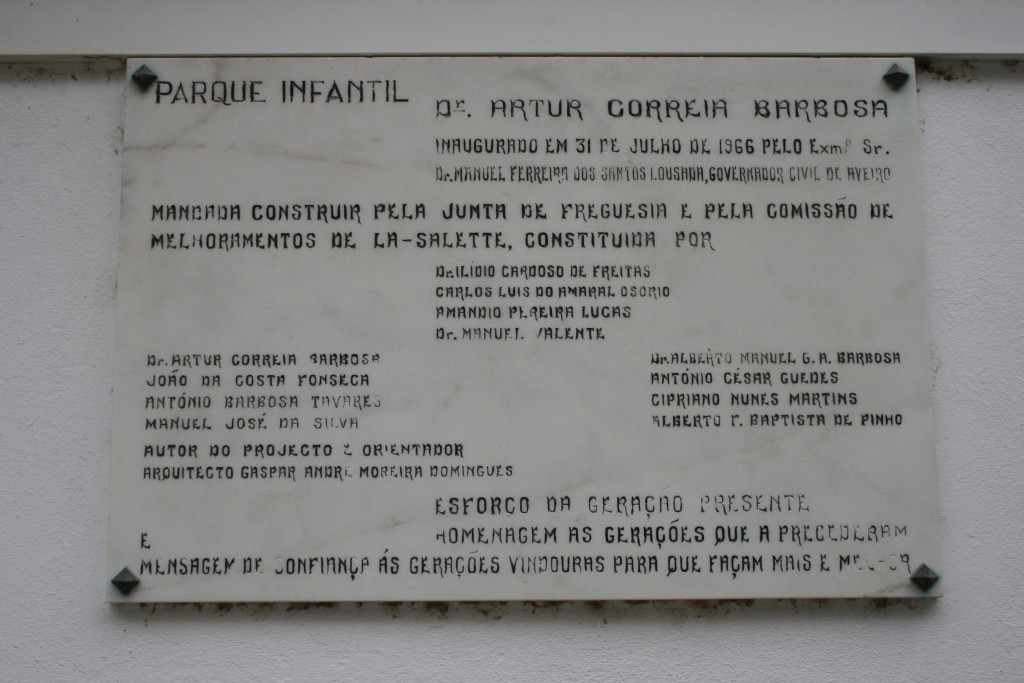 PARQUE INFANTIL
Dr. ARTUR CORREIA BARBOSA
INAUGURADO EM 31 DE JULHO DE 1966 PELO Exmº Sr.
Dr. MANUEL FERREIRA DOS SANTOS LOUSADA, GOVERNADOR CIVIL DE AVEIRO
MANDADA CONSTRUIR PELA JUNTA DE FREGUESIA E PELA COMISSÃO DE
MELHORAMENTOS DE LA-SALETTE, CONSTITUIDA POR
Dr. ILÍDIO CARDOSO DE FREITAS
CARLOS LUIS DO AMARAL OSORIO
AMANDIO PEREIRA LUCAS
Dr. MANUEL VALENTE
Dr. ARTUR CORREIA BARBOSA
JOÃO DA COSTA FONSECA
ANTÓNIO BARBOSA TAVARES
MANUEL JOSÉ DA SILVA
Dr. ALBERTO MANUEL G. A. BARBOSA
ANTÓNIO CÉSAR GUEDES
CIPRIANO NUNES MARTINS
ALBERTO F. BAPTISTA DE PINHO
AUTOR DO PROJECTO E ORIENTADOR
ARQUITECTO GASPAR ANDRÉ MOREIRA DOMINGUES
ESFORCO DA GERAÇÃO PRESENTE
HOMENAGEM AS GERAÇÕES QUE A PRECEDERAM
E
MENSAGEM DE CONFIANÇA ÁS GERAÇÕES VINDOURAS PARA QUE FAÇAM MAIS E MELHOR